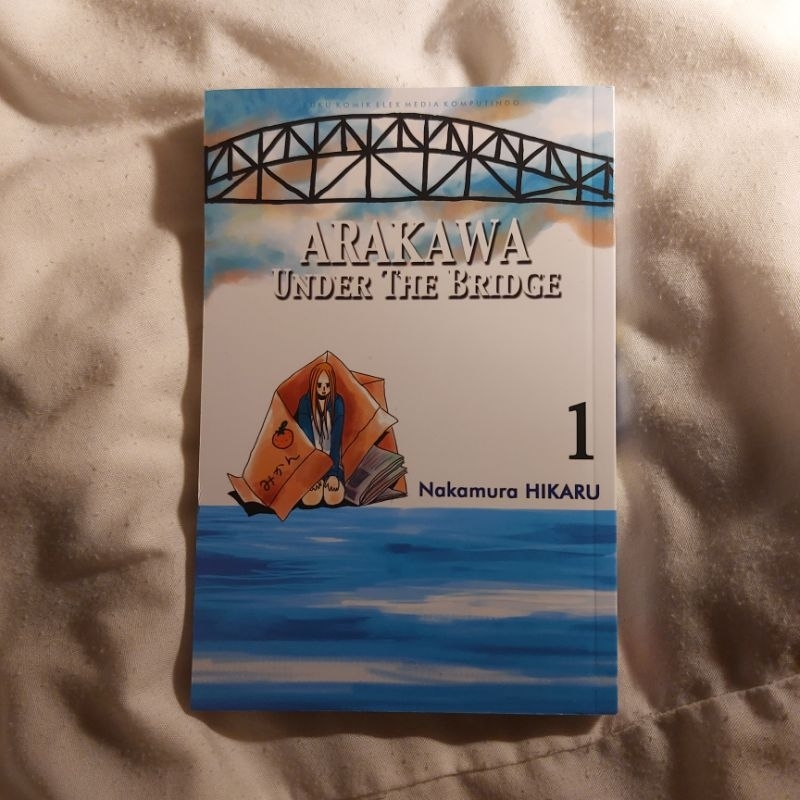 BUKU KOMIK ELEX MEDIA KOMPUTINDO
ARAKAWA
UNDER THE BRIDGE
みかん
1
Nakamura HIKARU